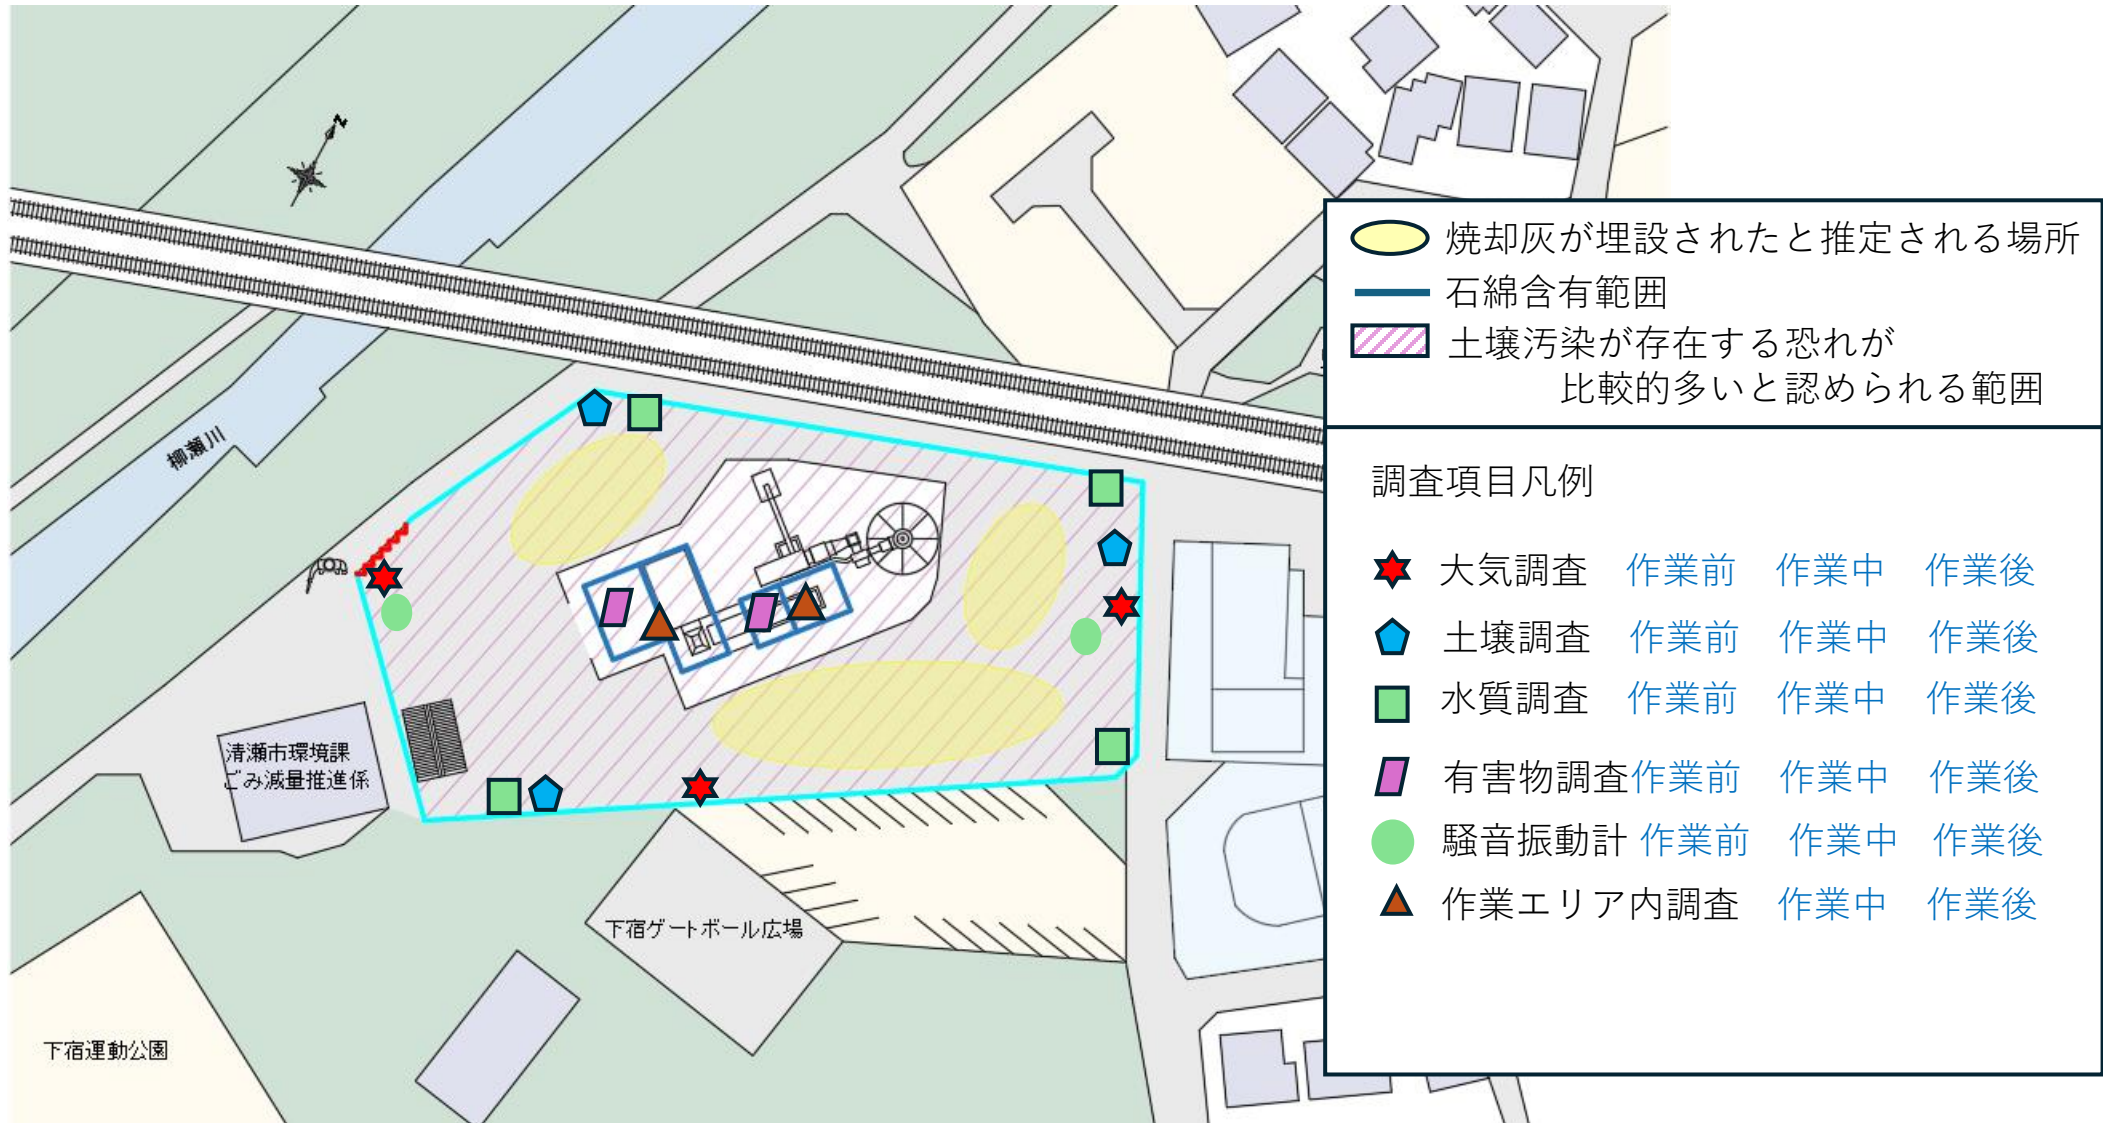 N
柳瀬川
清瀬市環境課
ごみ減量推進係
下宿ゲートボール広場
下宿運動公園
焼却灰が埋設されたと推定される場所
石綿含有範囲
土壌汚染が存在する恐れが
比較的多いと認められる範囲
調査項目凡例
大気調査 作業前 作業中 作業後
土壌調査 作業前 作業中 作業後
水質調査 作業前 作業中 作業後
有害物調査 作業前 作業中 作業後
騒音振動計 作業前 作業中 作業後
作業エリア内調査 作業中 作業後